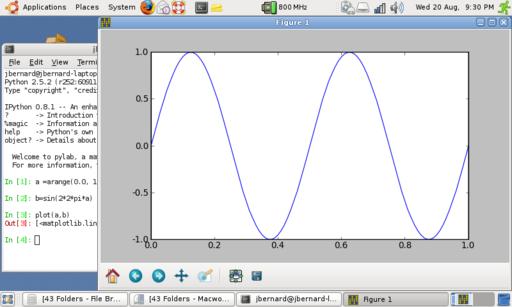 Applications Places System 800 MHz Wed 20 Aug, 9:30 PM
Figure 1
File Edit View
jbernard@jbernard-laptop
Python 2.5.2 (r252:60911
Type "copyright",
IPython 0.8.1 -- An enha
? -> Introduction
%magic -> Information a
help -> Python's own
object? -> Details about
Welcome to pylab, a ma
For more information,
In [1]: a =arange(0.0, 1
In [2]: b=sin(2*2*pi*a)
In [3]: plot(a,b)
Out[3]: [<matplotlib.lin
In [4]:
1.0
0.5
0.0
-0.5
-1.0
0.0 0.2 0.4 0.6 0.8 1.0
[43 Folders - File Br... [43 Folders - Macwo... jbernard@jbernard-l... Figure 1